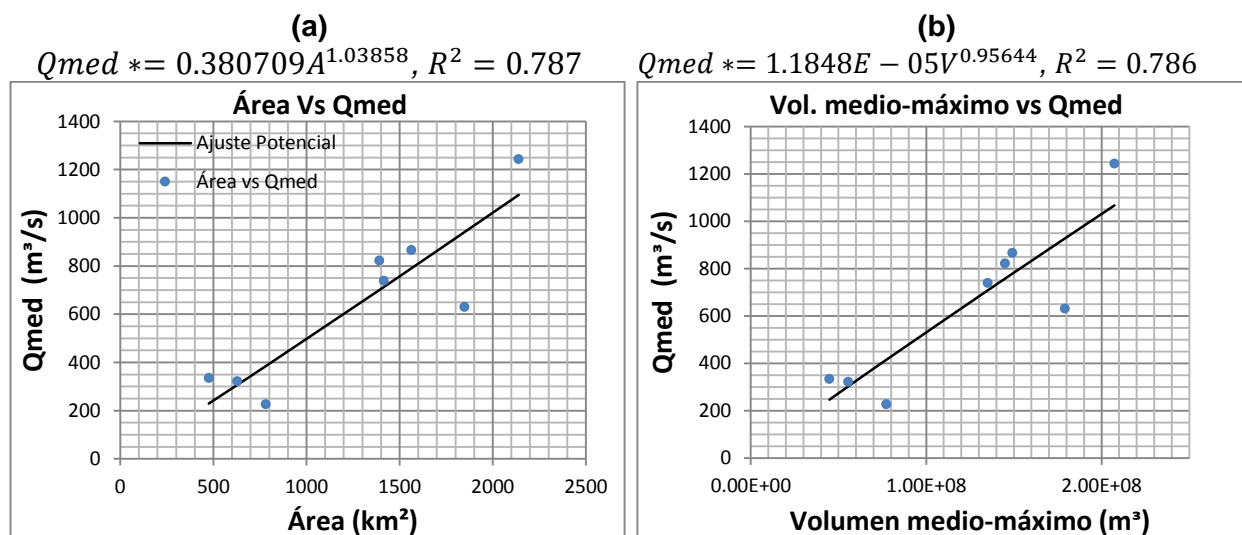 (a)
Qmed ∗= 0.380709A^1.03858, R² = 0.787
Área Vs Qmed
Qmed (m³/s)
1400
1200
1000
800
600
400
200
0
Ajuste Potencial
Área vs Qmed
0 500 1000 1500 2000 2500
Área (km²)
(b)
Qmed ∗= 1.1848E − 05V^0.95644, R² = 0.786
Vol. medio-máximo vs Qmed
Qmed (m³/s)
1400
1200
1000
800
600
400
200
0
0.00E+00 1.00E+08 2.00E+08
Volumen medio-máximo (m³)